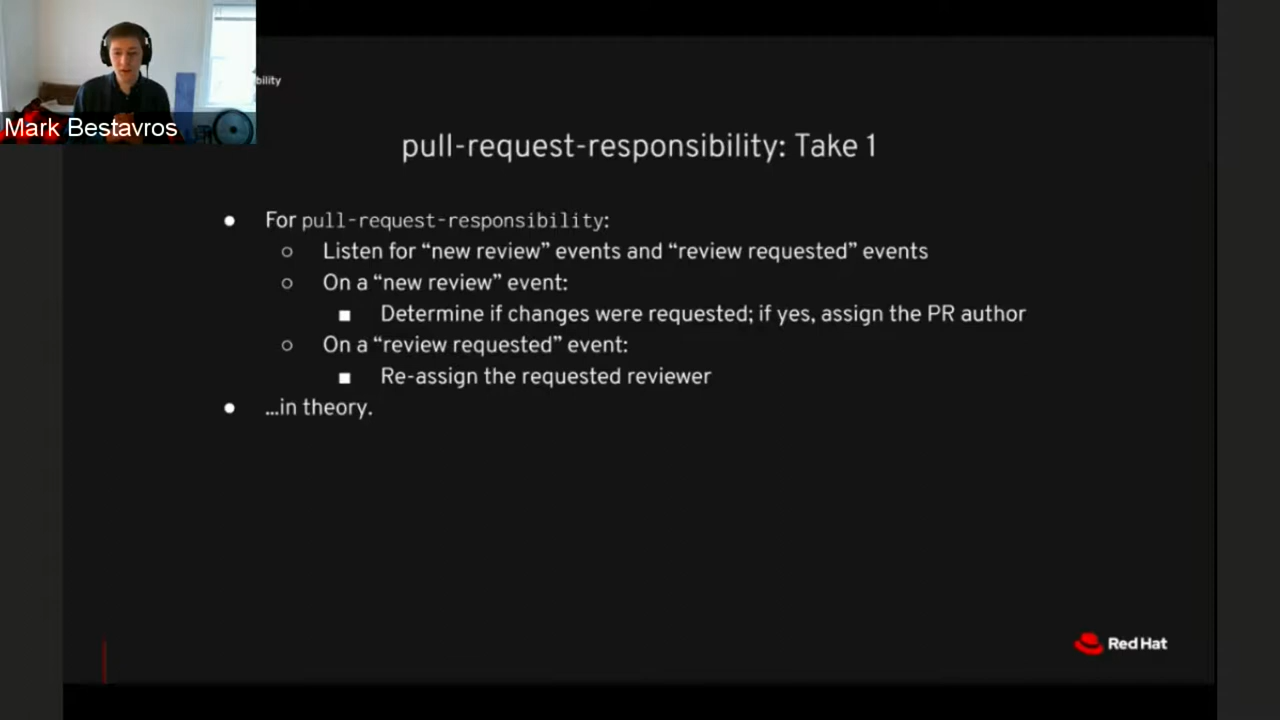 Mark Bestavros
bility
pull-request-responsibility: Take 1
● For pull-request-responsibility:
○ Listen for “new review” events and “review requested” events
○ On a “new review” event:
■ Determine if changes were requested; if yes, assign the PR author
○ On a “review requested” event:
■ Re-assign the requested reviewer
● ...in theory.
Red Hat